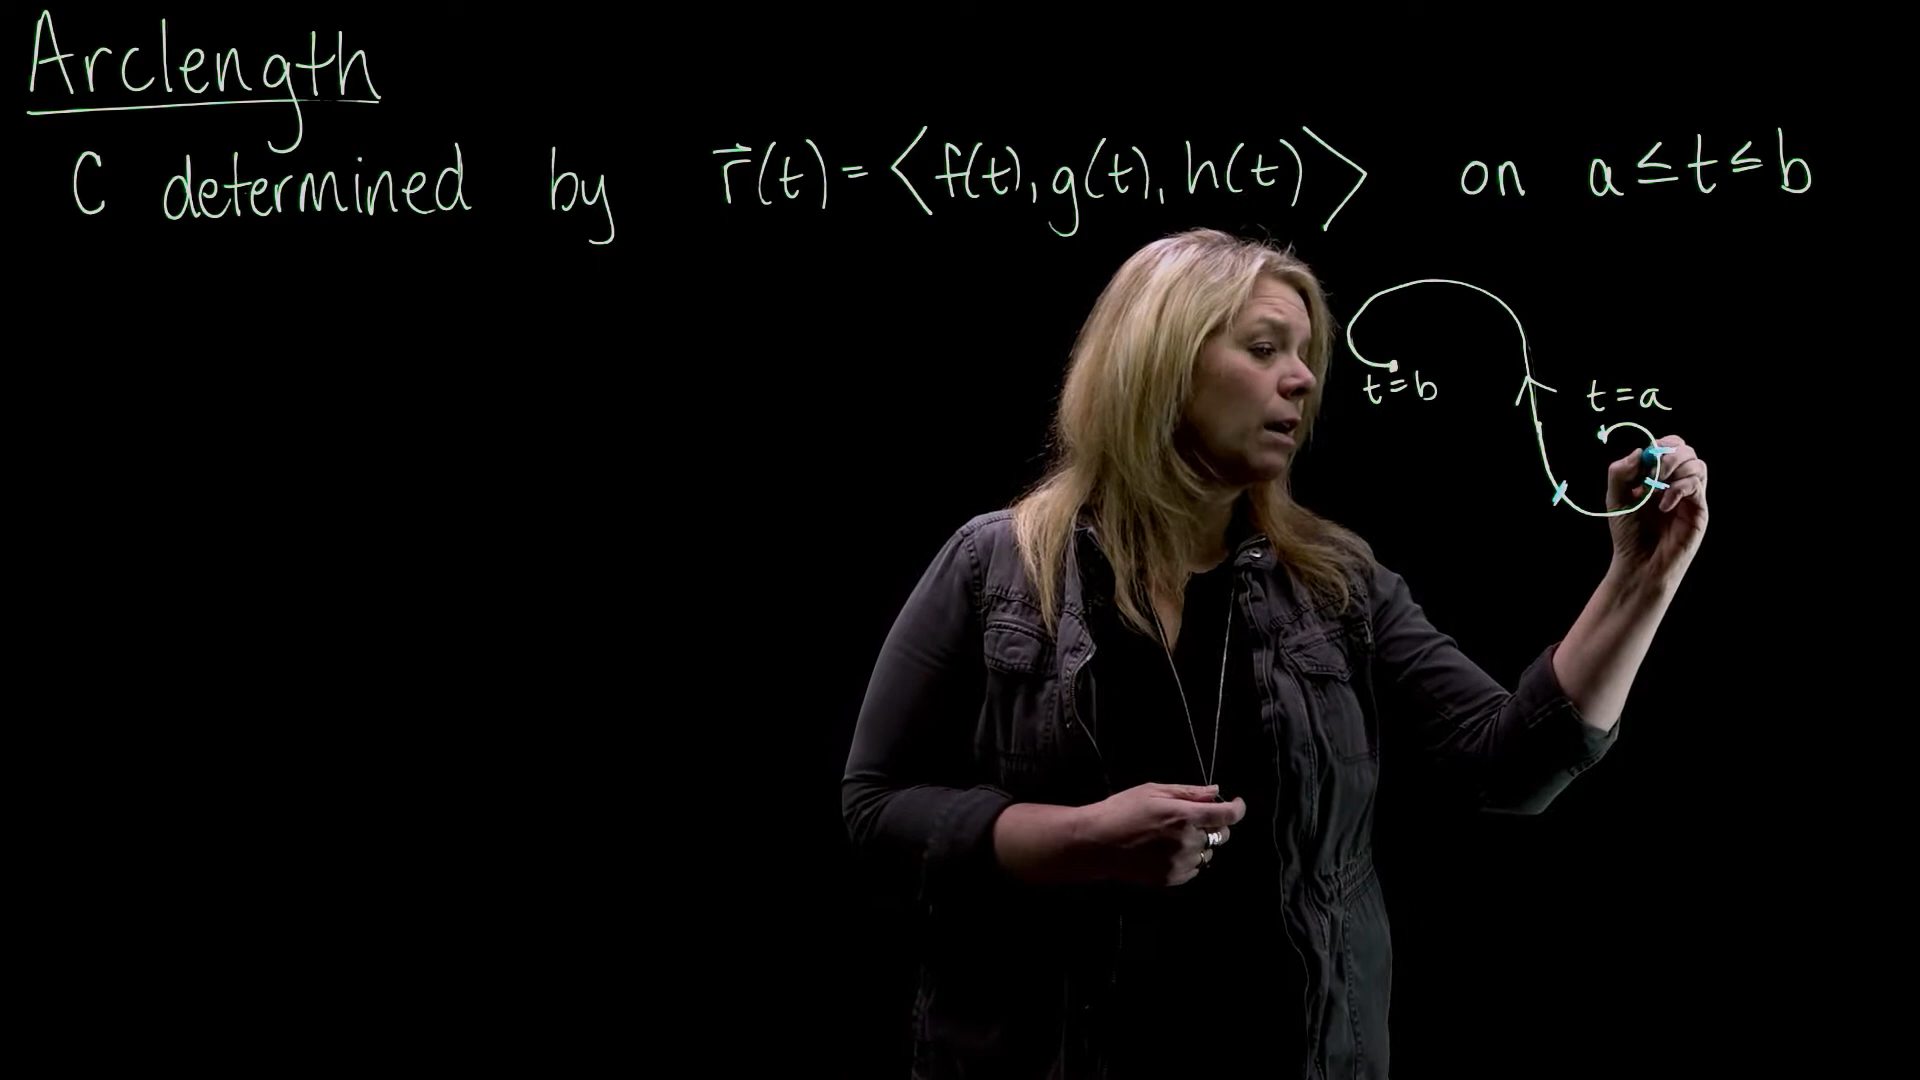 Arclength
C determined by r⃗(t) = ⟨f(t), g(t), h(t)⟩ on a ≤ t ≤ b
t=b
t=a